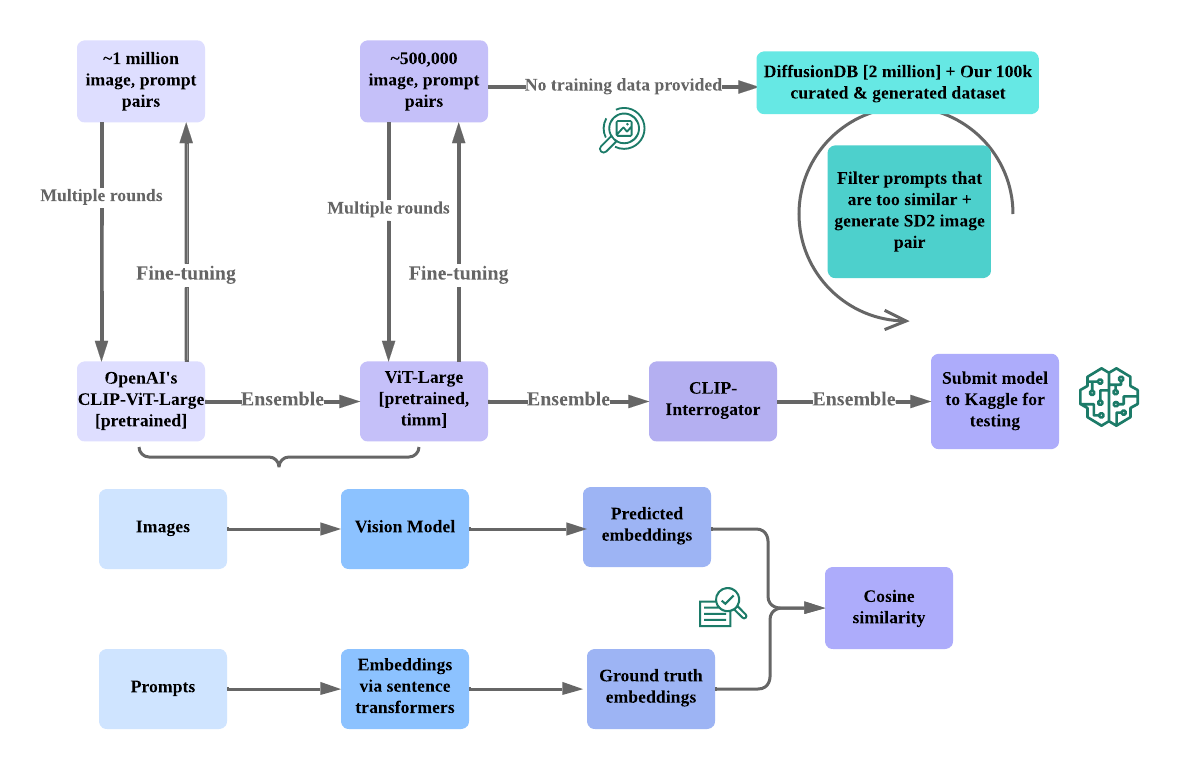 ~1 million
image, prompt
pairs
~500,000
image, prompt
pairs
No training data provided
DiffusionDB [2 million] + Our 100k
curated & generated dataset
Filter prompts that
are too similar +
generate SD2 image
pair
Multiple rounds
Multiple rounds
Fine-tuning
Fine-tuning
OpenAI's
CLIP-ViT-Large
[pretrained]
Ensemble
ViT-Large
[pretrained,
timm]
Ensemble
CLIP-
Interrogator
Ensemble
Submit model
to Kaggle for
testing
Images
Vision Model
Predicted
embeddings
Cosine
similarity
Prompts
Embeddings
via sentence
transformers
Ground truth
embeddings